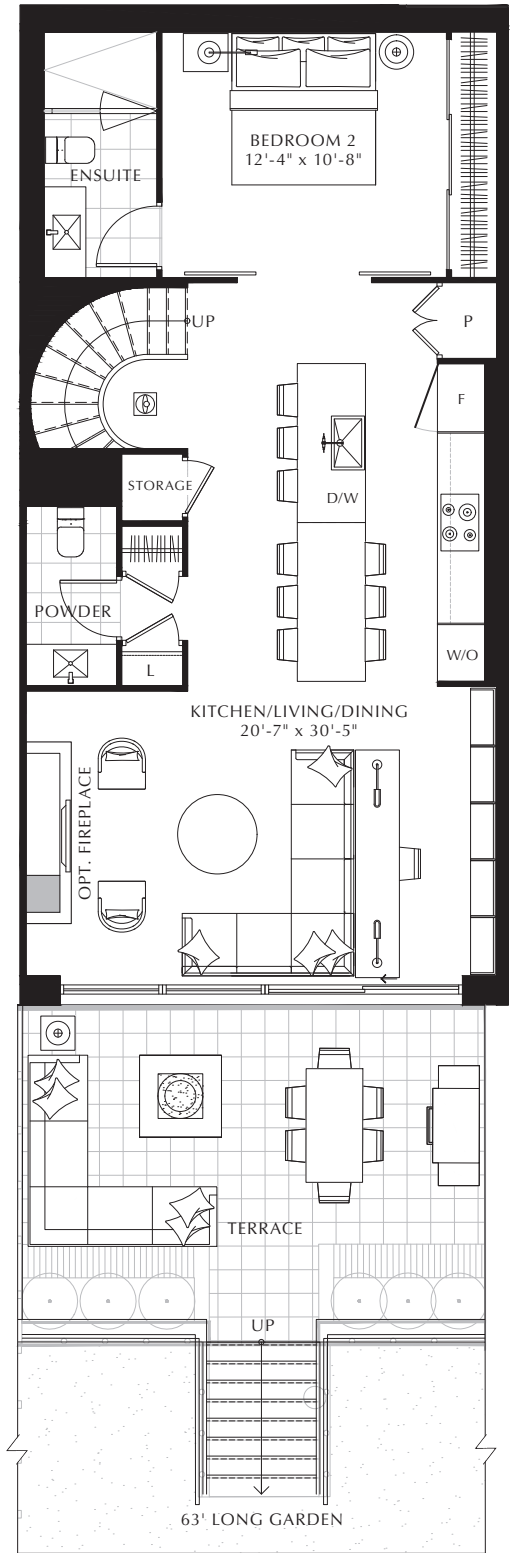 BEDROOM 2
12'-4" x 10'-8"
ENSUITE
UP
P
F
STORAGE
D/W
POWDER
W/O
L
KITCHEN/LIVING/DINING
20'-7" x 30'-5"
OPT. FIREPLACE
TERRACE
UP
63' LONG GARDEN